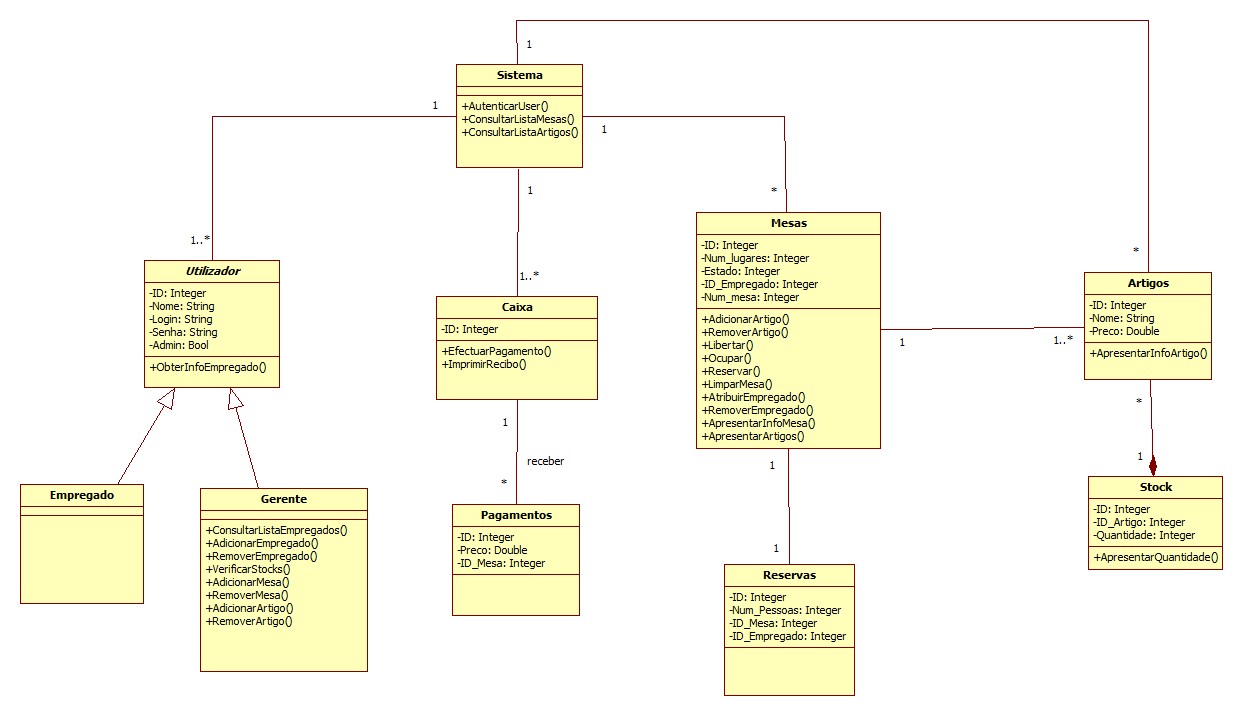 1
Sistema
+AutenticarUser()
+ConsultarListaMesas()
+ConsultarListaArtigos()
1
1
1
1..*
1..*
*
*
Utilizador
-ID: Integer
-Nome: String
-Login: String
-Senha: String
-Admin: Bool
+ObterInfoEmpregado()
Caixa
-ID: Integer
+EfectuarPagamento()
+ImprimirRecibo()
Mesas
-ID: Integer
-Num_lugares: Integer
-Estado: Integer
-ID_Empregado: Integer
-Num_mesa: Integer
+AdicionarArtigo()
+RemoverArtigo()
+Libertar()
+Ocupar()
+Reservar()
+LimparMesa()
+AtribuirEmpregado()
+RemoverEmpregado()
+ApresentarInfoMesa()
+ApresentarArtigos()
1
1..*
Artigos
-ID: Integer
-Nome: String
-Preco: Double
+ApresentarInfoArtigo()
*
1
Stock
-ID: Integer
-ID_Artigo: Integer
-Quantidade: Integer
+ApresentarQuantidade()
Empregado
Gerente
+ConsultarListaEmpregados()
+AdicionarEmpregado()
+RemoverEmpregado()
+VerificarStocks()
+AdicionarMesa()
+RemoverMesa()
+AdicionarArtigo()
+RemoverArtigo()
1
receber
*
Pagamentos
-ID: Integer
-Preco: Double
-ID_Mesa: Integer
1
1
Reservas
-ID: Integer
-Num_Pessoas: Integer
-ID_Mesa: Integer
-ID_Empregado: Integer